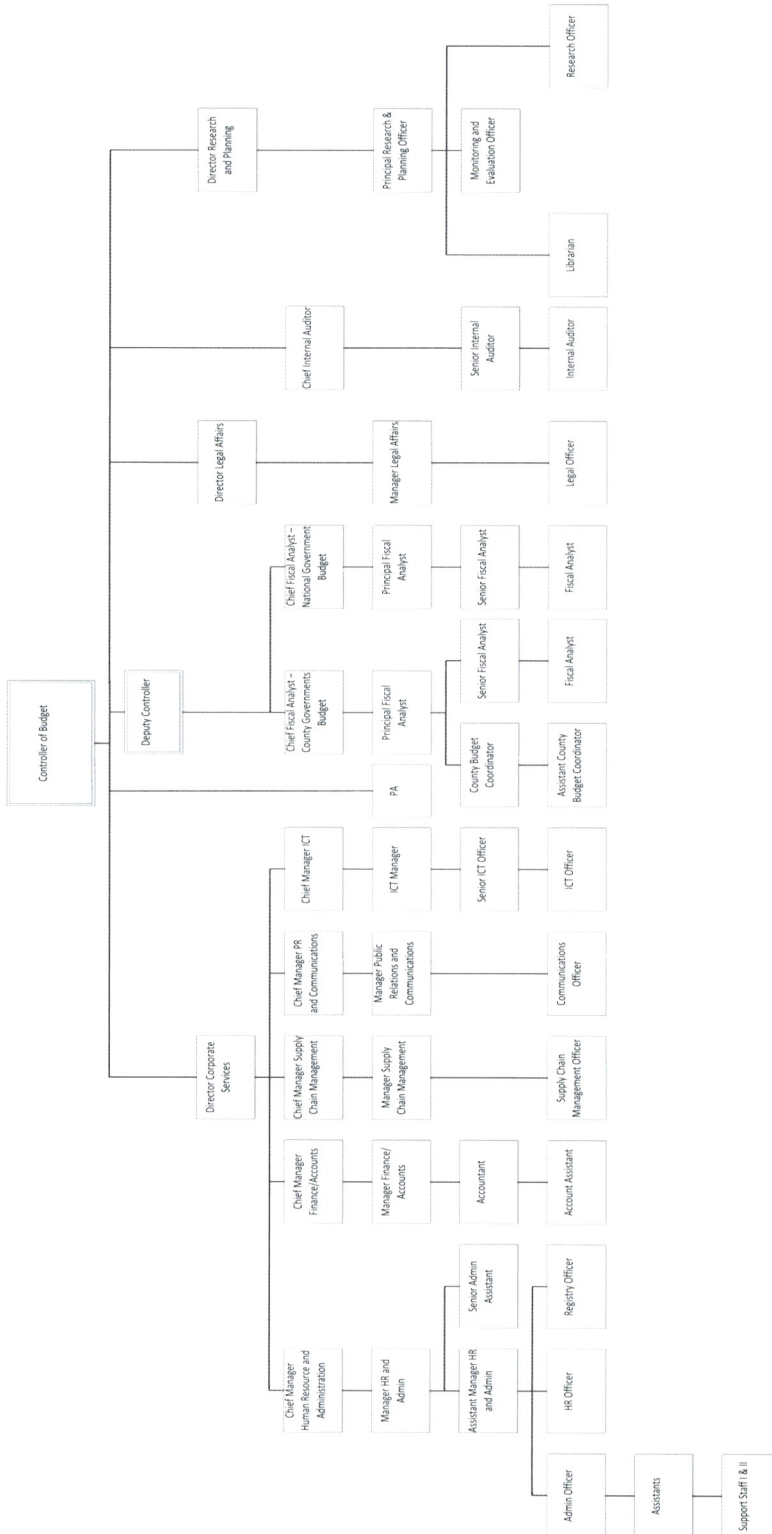 Controller of Budget
Deputy Controller
Director Corporate
Services
Director Legal Affairs
Director Research
and Planning
Chief Manager
Human Resource and
Administration
Chief Manager
Finance/Accounts
Chief Manager Supply
Chain Management
Chief Manager PR
and Communications
Chief Manager ICT
Chief Fiscal Analyst –
County Governments
Budget
Chief Fiscal Analyst –
National Government
Budget
Chief Internal Auditor
Manager HR and
Admin
Manager Finance/
Accounts
Manager Supply
Chain Management
Manager Public
Relations and
Communications
ICT Manager
PA
Principal Fiscal
Analyst
Principal Fiscal
Analyst
Manager Legal Affairs
Principal Research &
Planning Officer
Assistant Manager HR
and Admin
Senior Admin
Assistant
Accountant
Senior ICT Officer
County Budget
Coordinator
Senior Fiscal Analyst
Senior Fiscal Analyst
Senior Internal
Auditor
Monitoring and
Evaluation Officer
Admin Officer
HR Officer
Registry Officer
Account Assistant
Supply Chain
Management Officer
Communications
Officer
ICT Officer
Assistant County
Budget Coordinator
Fiscal Analyst
Fiscal Analyst
Legal Officer
Internal Auditor
Librarian
Research Officer
Assistants
Support Staff I & II